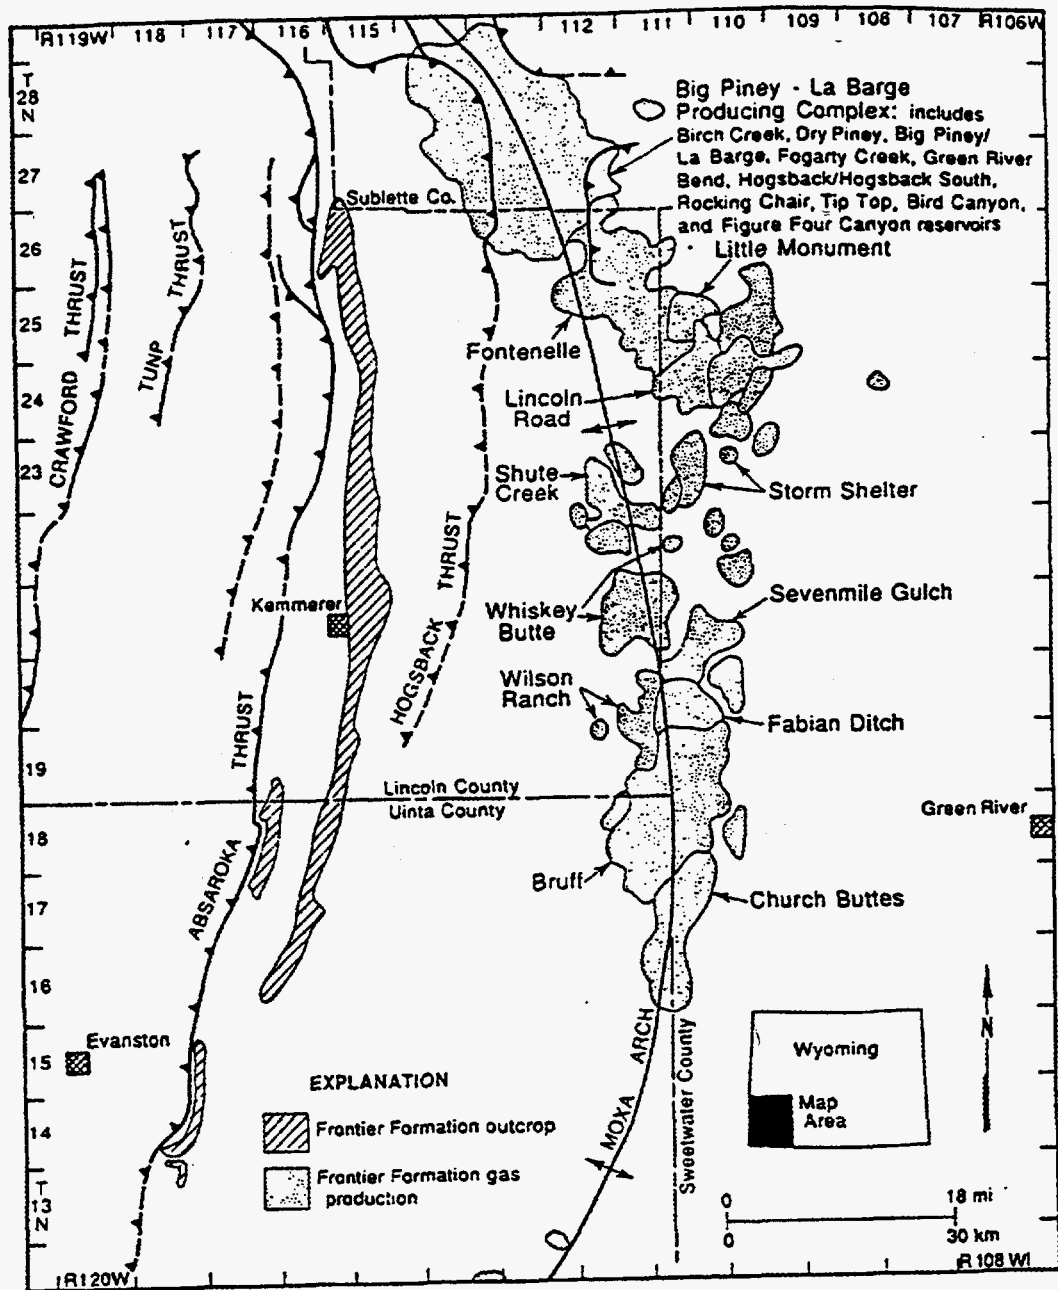 R119W 118 117 116 115 112 111 110 109 108 107 R106W
T
28
N
27
26
25
24
23
19
18
17
16
15
14
T
13
N
Big Piney - La Barge
Producing Complex: includes
Birch Creek, Dry Piney, Big Piney/
La Barge, Fogarty Creek, Green River
Bend, Hogsback/Hogsback South,
Rocking Chair, Tip Top, Bird Canyon,
and Figure Four Canyon reservoirs
Sublette Co.
Little Monument
CRAWFORD THRUST
TUNP THRUST
Fontenelle
Lincoln
Road
Shute
Creek
Storm Shelter
HOGSBACK THRUST
Kemmerer
Whiskey
Butte
Sevenmile Gulch
Wilson
Ranch
Fabian Ditch
ABSAROKA THRUST
Lincoln County
Uinta County
Green River
Bruff
Church Buttes
Evanston
MOXA ARCH
Sweetwater County
N
Wyoming
Map
Area
EXPLANATION
Frontier Formation outcrop
Frontier Formation gas
production
0 18 mi
0 30 km
R120W
R108W